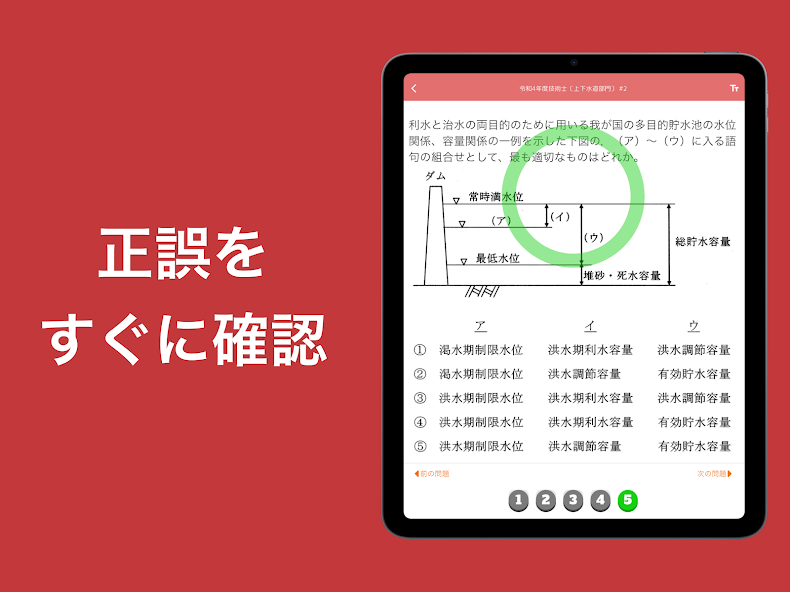 正誤を
すぐに確認
令和4年度技術士〔上下水道部門〕#2
TT
利水と治水の両目的のために用いる我が国の多目的貯水池の水位
関係、容量関係の一例を示した下図の、（ア）～（ウ）に入る語
句の組合せとして、最も適切なものはどれか。
ダム
常時満水位
（ア）
（イ）
（ウ）
総貯水容量
最低水位
堆砂・死水容量
ア イ ウ
① 渇水期制限水位 洪水期利水容量 洪水調節容量
② 渇水期制限水位 洪水調節容量 有効貯水容量
③ 洪水期制限水位 洪水期利水容量 洪水調節容量
④ 洪水期制限水位 洪水期利水容量 有効貯水容量
⑤ 洪水期制限水位 洪水調節容量 有効貯水容量
前の問題 次の問題
1 2 3 4 5